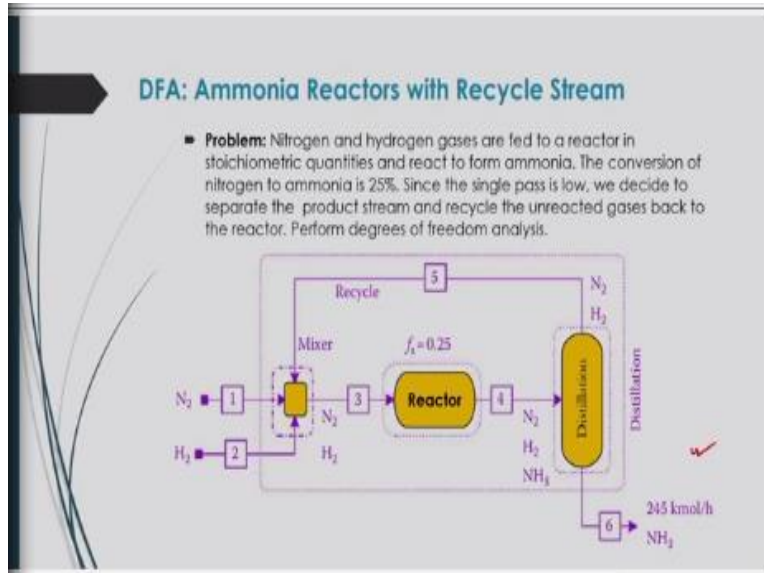 DFA: Ammonia Reactors with Recycle Stream
Problem: Nitrogen and hydrogen gases are fed to a reactor in
stoichiometric quantities and react to form ammonia. The conversion of
nitrogen to ammonia is 25%. Since the single pass is low, we decide to
separate the product stream and recycle the unreacted gases back to
the reactor. Perform degrees of freedom analysis.
5
Recycle
N₂
H₂
Mixer
fₛ=0.25
Distillation
N₂
1
3
Reactor
4
Distillation
N₂
N₂
H₂
2
H₂
H₂
NH₃
245 kmol/h
6
NH₃